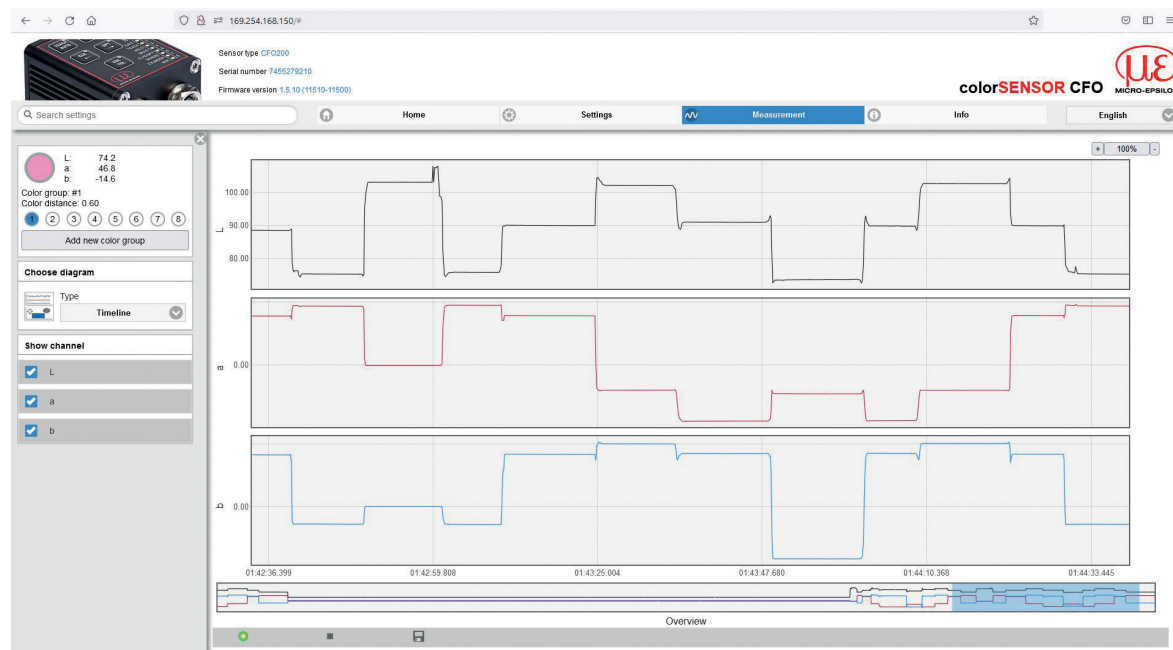 169.254.168.150/#
Sensor type CFO200
Serial number 7455279210
Firmware version 1.5.10 (11510-11500)
colorSENSOR CFO
με
MICRO-EPSILO
Search settings
Home
Settings
Measurement
Info
English
L: 74.2
a: 46.8
b: -14.6
Color group: #1
Color distance: 0.60
1 2 3 4 5 6 7 8
Add new color group
Choose diagram
Type
Timeline
Show channel
L
a
b
+ 100% -
100.00
90.00
80.00
L
0.00
a
0.00
b
01:42:36.399 01:42:59.808 01:43:25.004 01:43:47.680 01:44:10.368 01:44:33.445
Overview